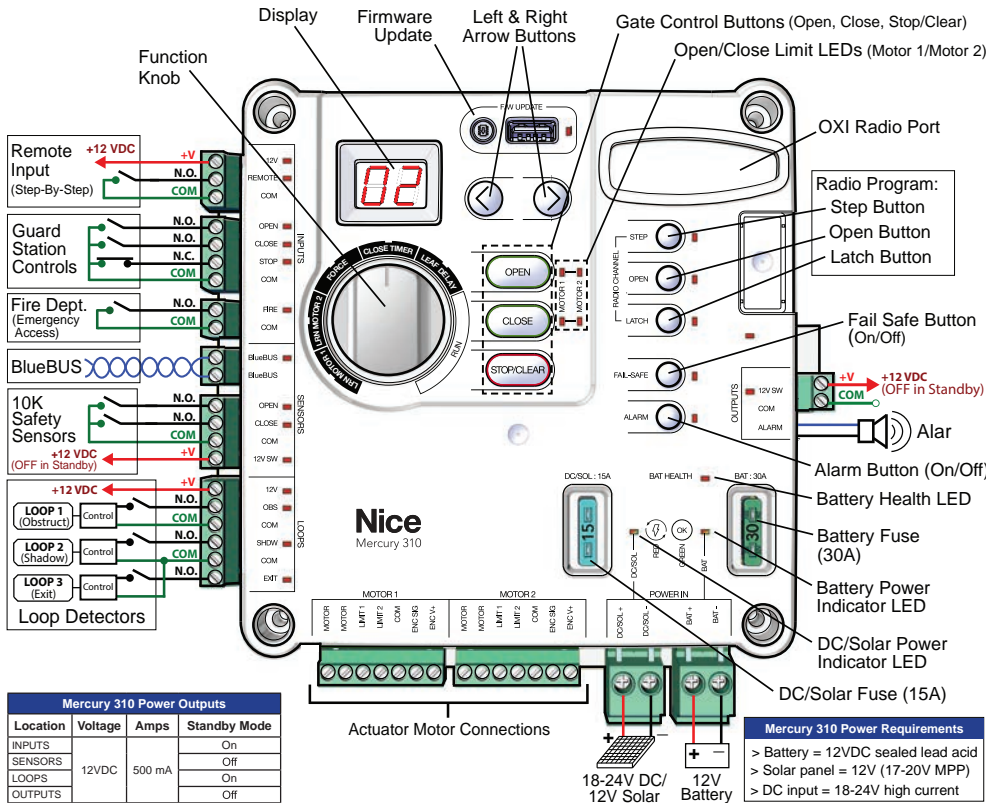 Display
Firmware
Update
Left & Right
Arrow Buttons
Gate Control Buttons (Open, Close, Stop/Clear)
Open/Close Limit LEDs (Motor 1/Motor 2)
Function
Knob
F/W UPDATE
OXI Radio Port
02
Remote
Input
(Step-By-Step)
+12 VDC
+V
N.O.
COM
12V
REMOTE
COM
Guard
Station
Controls
N.O.
N.O.
N.C.
COM
OPEN
CLOSE
STOP
COM
INPUTS
Fire Dept.
(Emergency
Access)
N.O.
COM
FIRE
COM
BlueBUS
BlueBUS
BlueBUS
10K
Safety
Sensors
+12 VDC
(OFF in Standby)
N.O.
N.O.
COM
+V
OPEN
CLOSE
COM
12V SW
SENSORS
+12 VDC
+V
LOOP 1
(Obstruct)
Control
N.O.
COM
LOOP 2
(Shadow)
Control
N.O.
COM
LOOP 3
(Exit)
Control
N.O.
Loop Detectors
12V
OBS
COM
SHDW
COM
EXIT
LOOPS
LRN MOTOR 1
LRN MOTOR 2
FORCE
CLOSE TIMER
LEAF DELAY
RUN
OPEN
CLOSE
STOP/CLEAR
MOTOR 1
MOTOR 2
RADIO CHANNEL
STEP
OPEN
LATCH
FAIL-SAFE
ALARM
Radio Program:
Step Button
Open Button
Latch Button
Fail Safe Button
(On/Off)
OUTPUTS
12V SW
COM
ALARM
+V
COM
+12 VDC
(OFF in Standby)
Alar
Alarm Button (On/Off)
Battery Health LED
Battery Fuse
(30A)
Battery Power
Indicator LED
DC/Solar Power
Indicator LED
DC/Solar Fuse (15A)
Nice
Mercury 310
DC/SOL : 15A
BAT HEALTH
BAT : 30A
15
30
OK
DC/SOL
RED
GREEN
BAT
MOTOR 1
MOTOR
MOTOR
LIMIT 1
LIMIT 2
COM
ENC SIG
ENC V+
MOTOR 2
MOTOR
MOTOR
LIMIT 1
LIMIT 2
COM
ENC SIG
ENC V+
POWER IN
DC/SOL +
DC/SOL -
BAT +
BAT -
Actuator Motor Connections
+ −
18-24V DC/
12V Solar
+ −
12V
Battery
Mercury 310 Power Outputs
Location Voltage Amps Standby Mode
INPUTS 12VDC 500 mA On
SENSORS Off
LOOPS On
OUTPUTS Off
Mercury 310 Power Requirements
> Battery = 12VDC sealed lead acid
> Solar panel = 12V (17-20V MPP)
> DC input = 18-24V high current